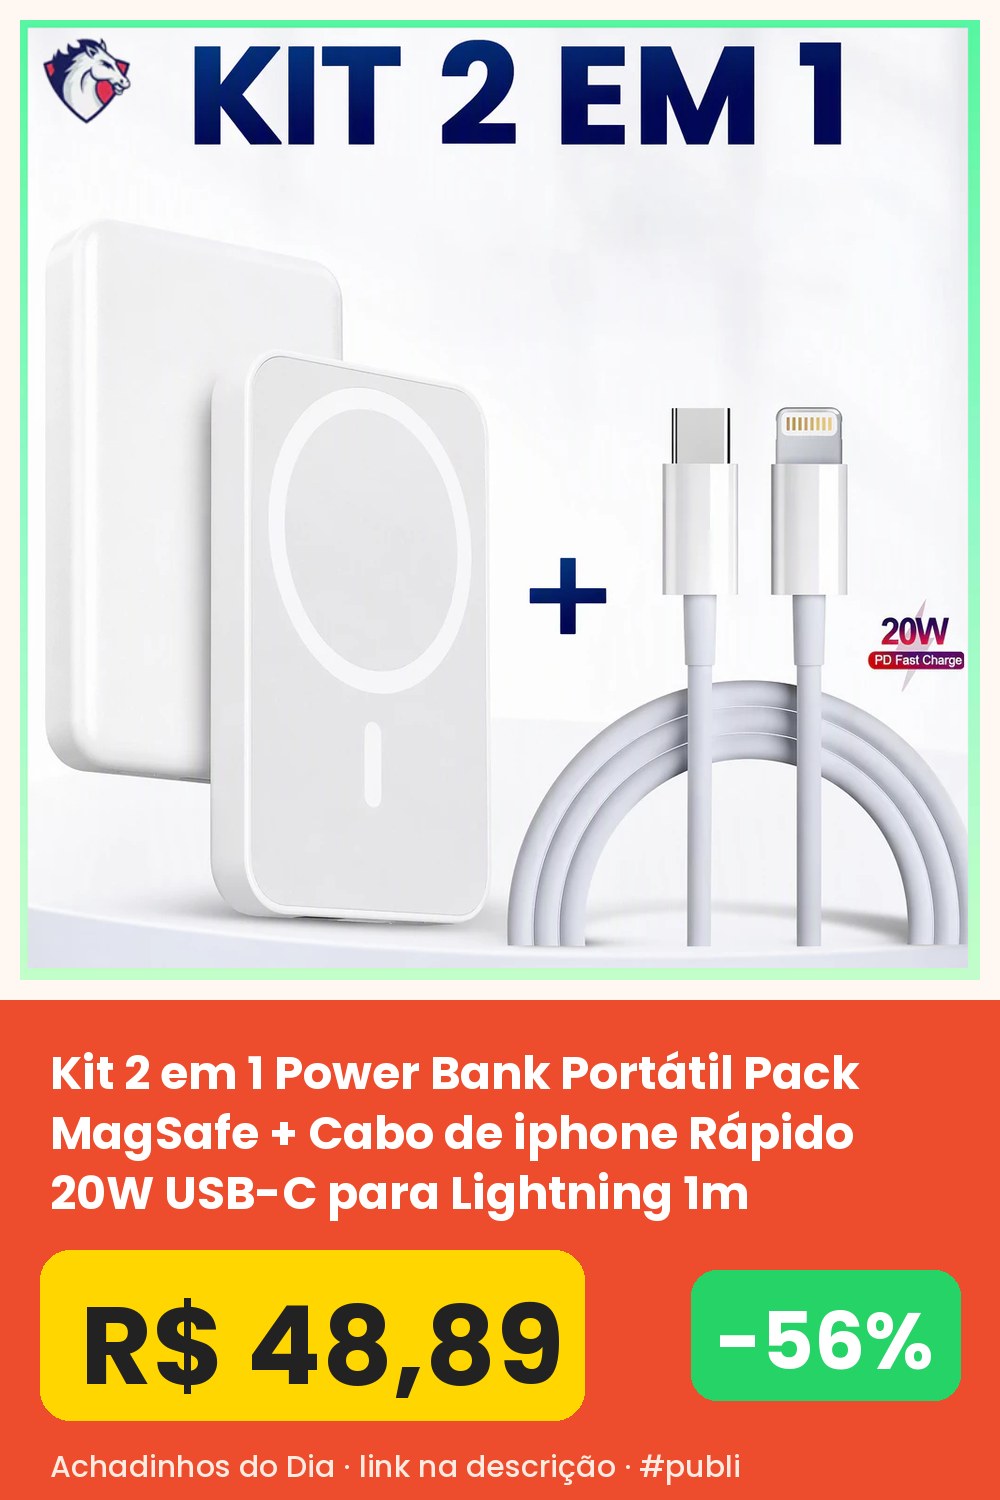 KIT 2 EM 1
20W
PD Fast Charge
Kit 2 em 1 Power Bank Portátil Pack
MagSafe + Cabo de iphone Rápido
20W USB-C para Lightning 1m
R$ 48,89
-56%
Achadinhos do Dia · link na descrição · #publi